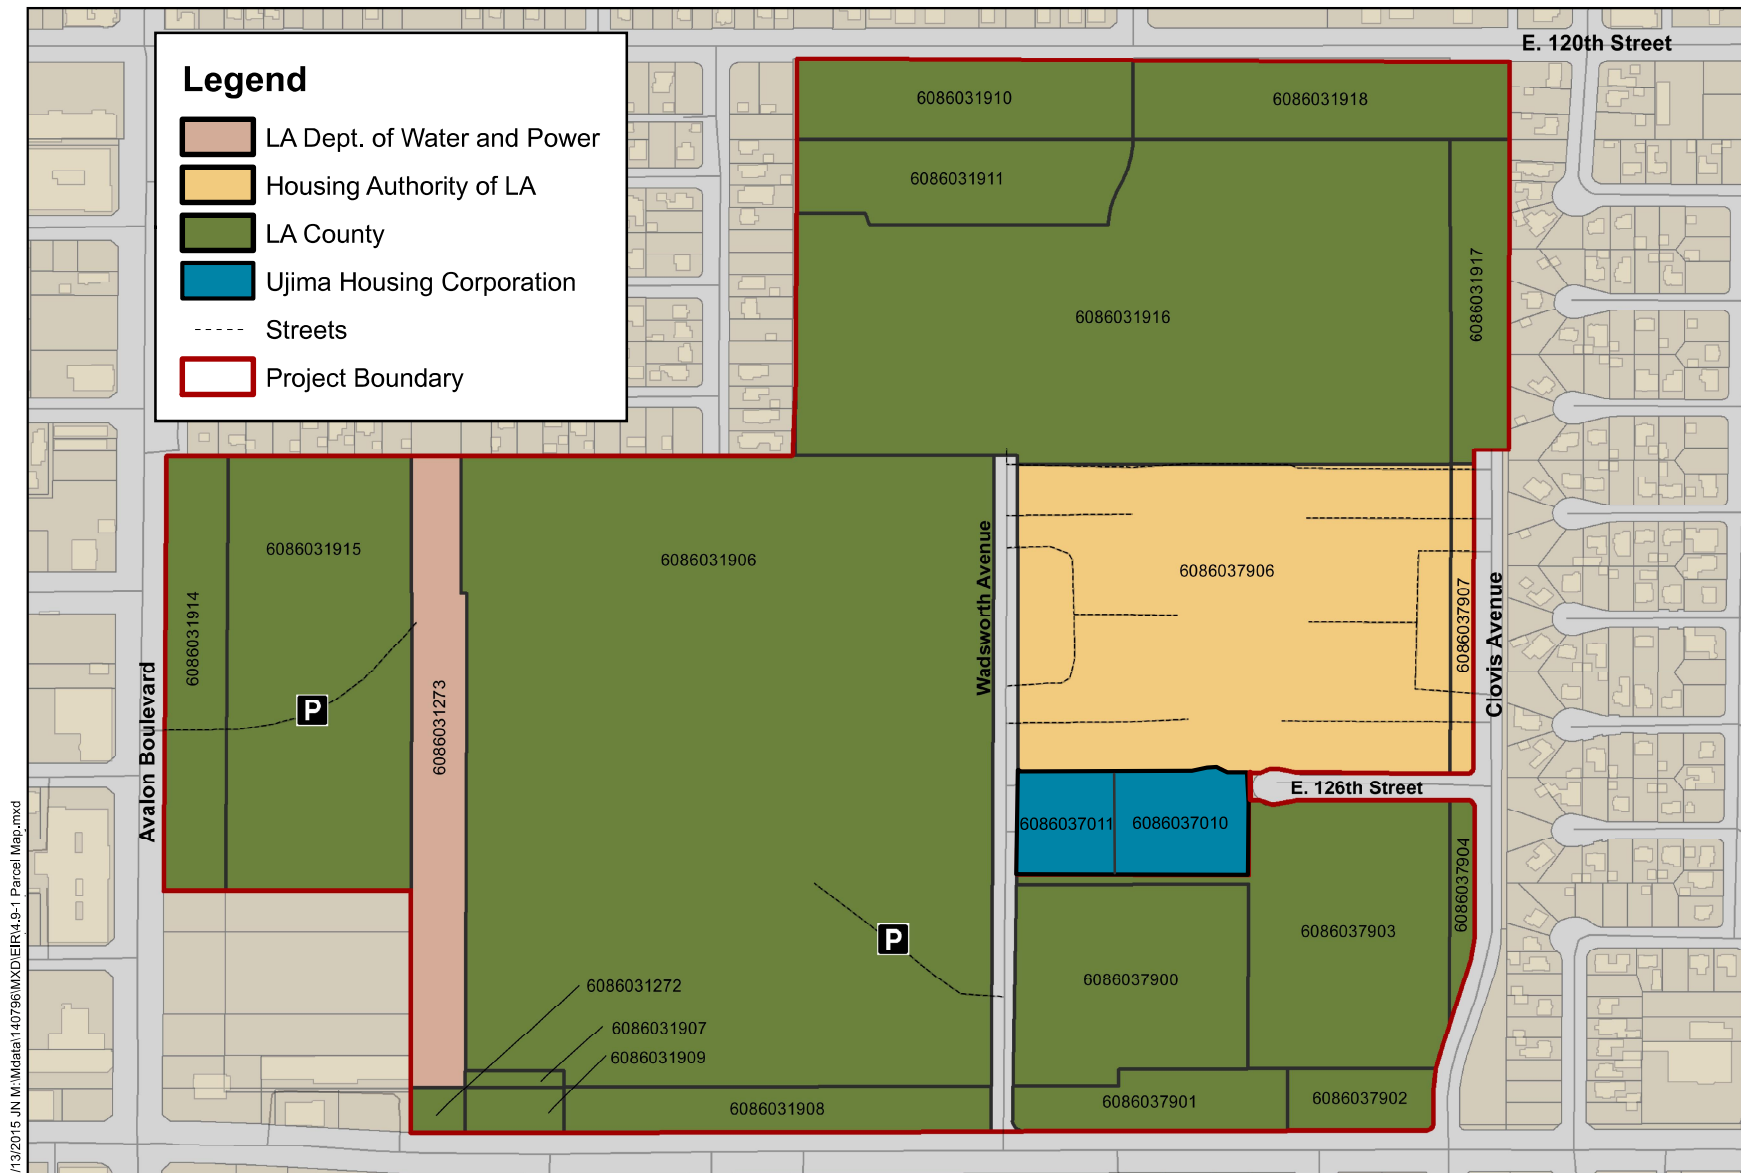 E. 120th Street
Legend
LA Dept. of Water and Power
Housing Authority of LA
LA County
Ujima Housing Corporation
Streets
Project Boundary
6086031910
6086031918
6086031911
6086031917
6086031916
6086031915
6086031906
6086037906
6086031914
6086037907
Wadsworth Avenue
Clovis Avenue
Avalon Boulevard
P
6086031273
E. 126th Street
6086037011
6086037010
6086037904
6086037903
P
6086037900
6086031272
6086031907
6086031909
6086031908
6086037901
6086037902
/13/2015 JN M:\Mdata\140796\MXD\EIR\4.9-1 Parcel Map.mxd